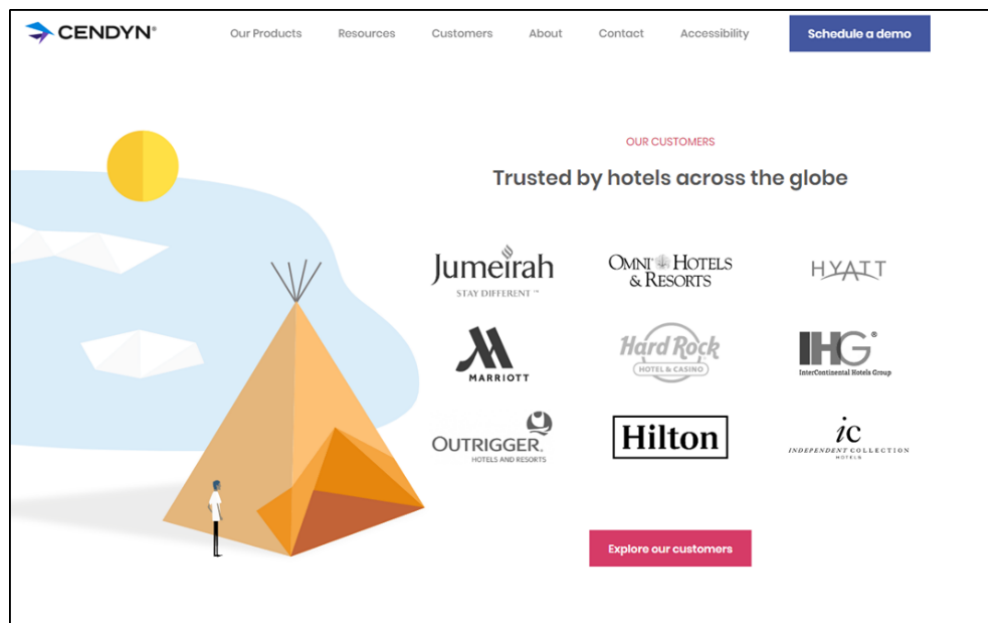 CENDYN®
Our Products Resources Customers About Contact Accessibility Schedule a demo
OUR CUSTOMERS
Trusted by hotels across the globe
Jumeirah
STAY DIFFERENT ™
OMNI® HOTELS
& RESORTS
HYATT
MARRIOTT
Hard Rock
HOTEL & CASINO
IHG®
InterContinental Hotels Group
OUTRIGGER.
HOTELS AND RESORTS
Hilton
ic
INDEPENDENT COLLECTION
HOTELS
Explore our customers